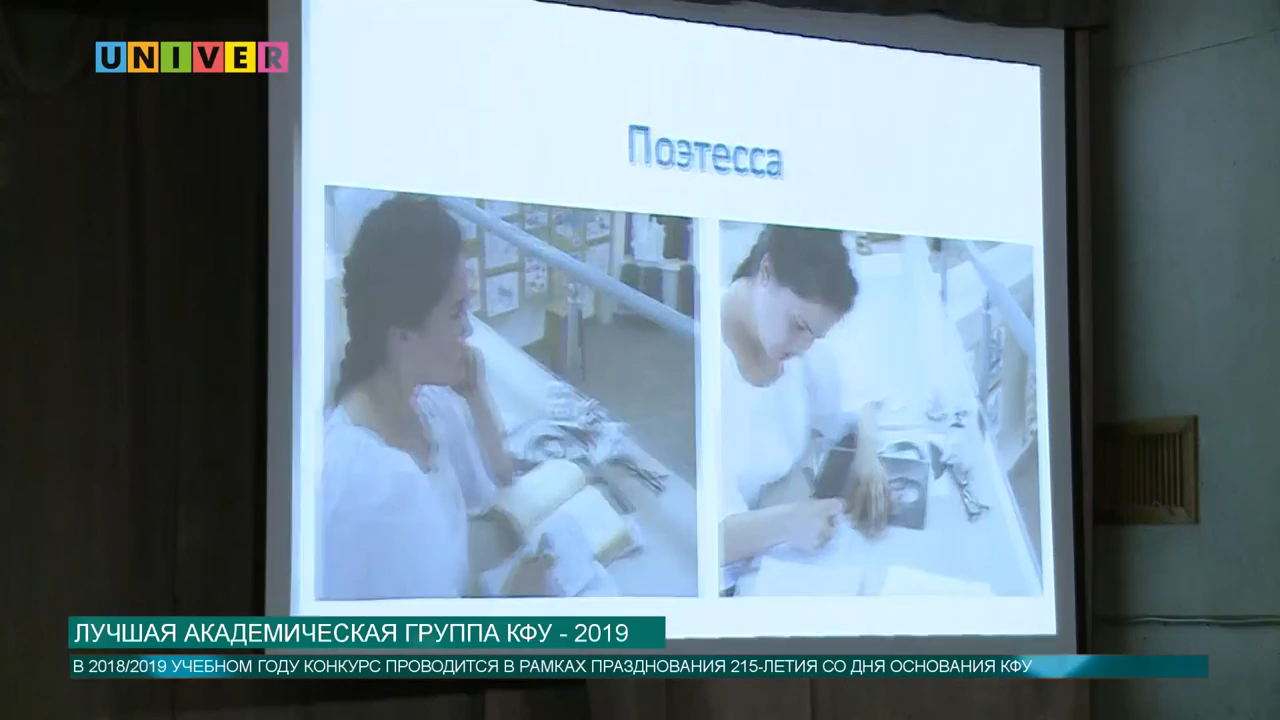 UNIVER
Поэтесса
ЛУЧШАЯ АКАДЕМИЧЕСКАЯ ГРУППА КФУ - 2019
В 2018/2019 УЧЕБНОМ ГОДУ КОНКУРС ПРОВОДИТСЯ В РАМКАХ ПРАЗДНОВАНИЯ 215-ЛЕТИЯ СО ДНЯ ОСНОВАНИЯ КФУ